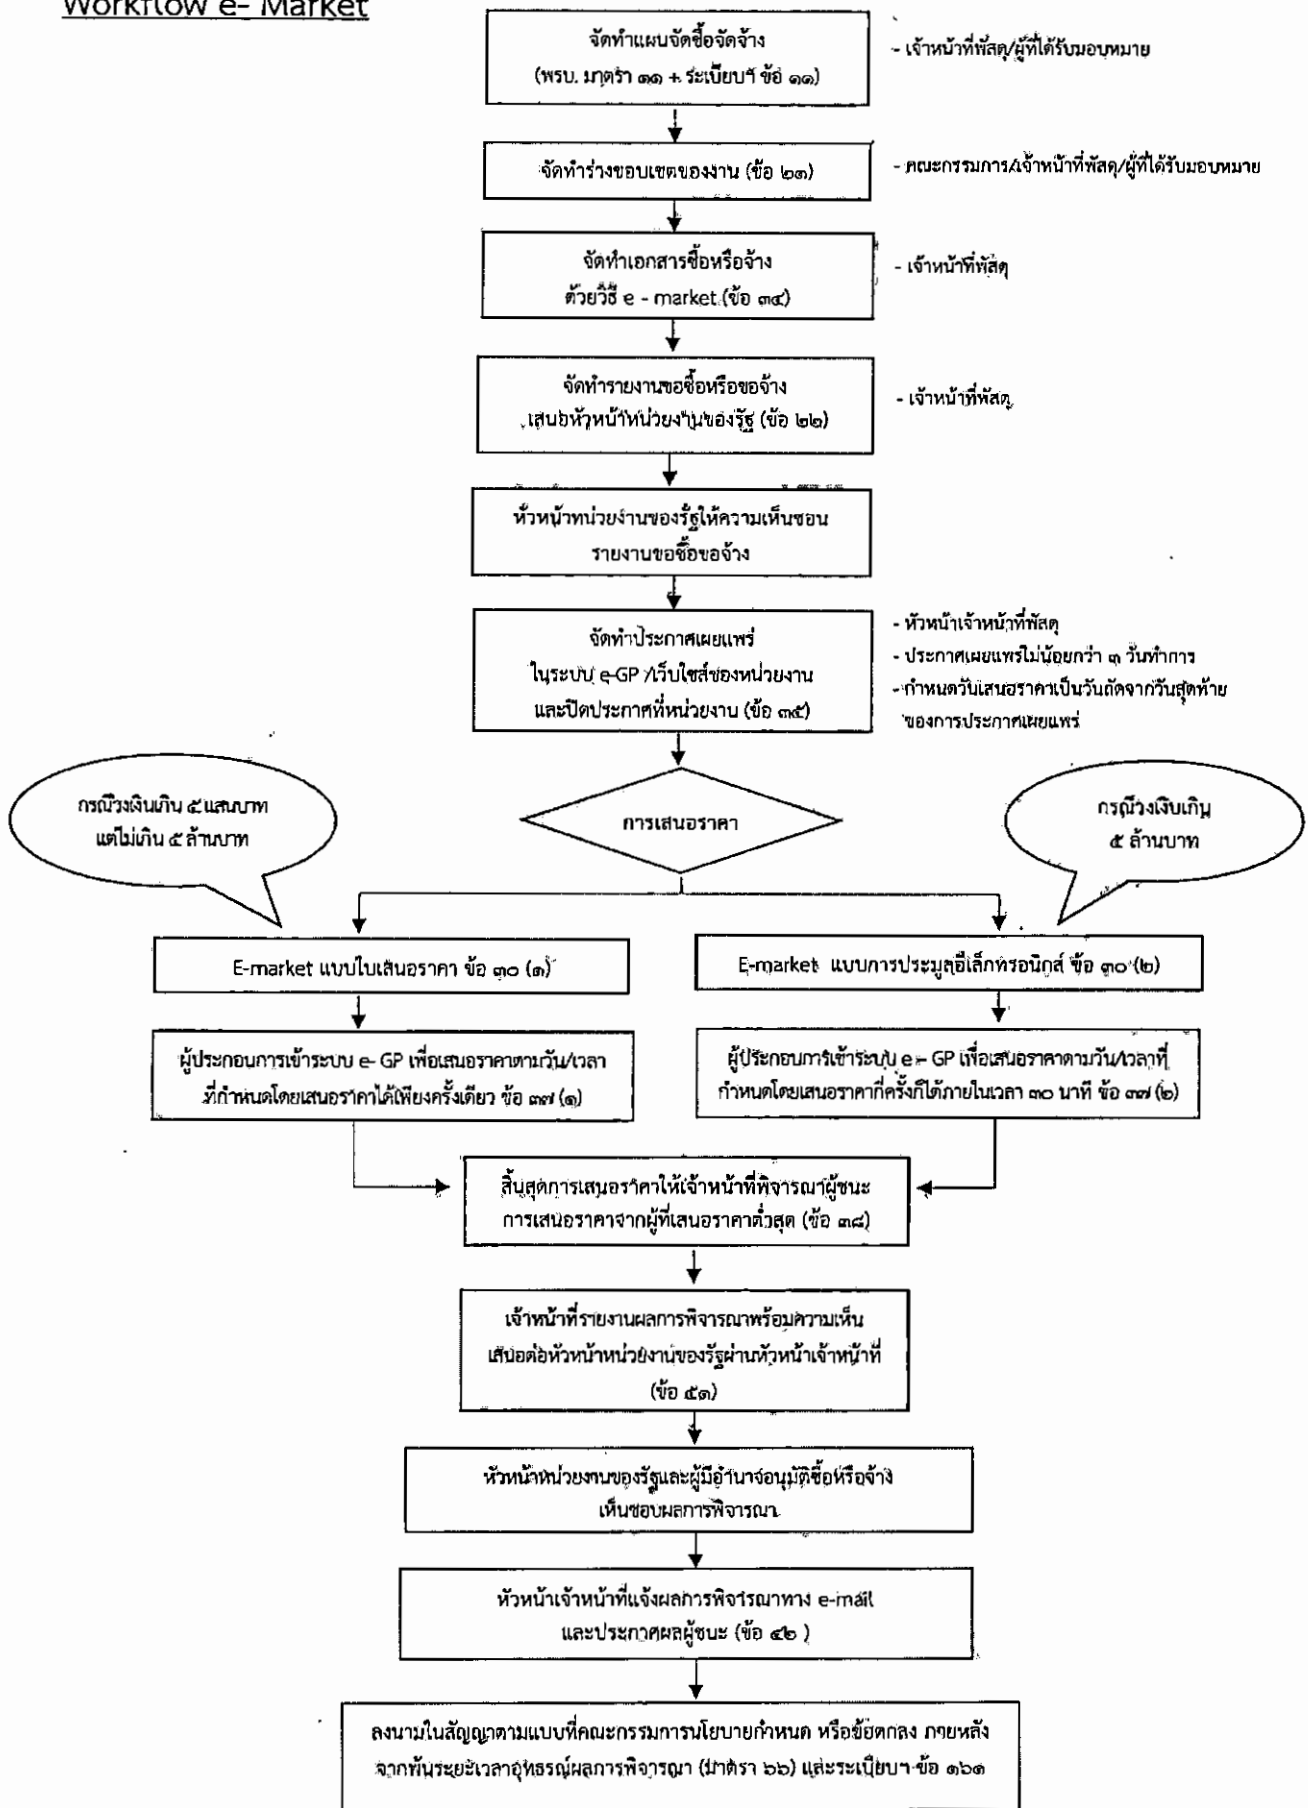 Workflow e- Market
จัดทำแผนจัดซื้อจัดจ้าง
(พรบ. มาตรา ๑๑ + ระเบียบฯ ข้อ ๑๑)
- เจ้าหน้าที่พัสดุ/ผู้ที่ได้รับมอบหมาย
จัดทำร่างขอบเขตของงาน (ข้อ ๒๑)
- คณะกรรมการ/เจ้าหน้าที่พัสดุ/ผู้ที่ได้รับมอบหมาย
จัดทำเอกสารซื้อหรือจ้าง
ด้วยวิธี e - market (ข้อ ๓๔)
- เจ้าหน้าที่พัสดุ
จัดทำรายงานขอซื้อหรือขอจ้าง
เสนอหัวหน้าหน่วยงานของรัฐ (ข้อ ๒๒)
- เจ้าหน้าที่พัสดุ
หัวหน้าหน่วยงานของรัฐให้ความเห็นชอบ
รายงานขอซื้อขอจ้าง
จัดทำประกาศเผยแพร่
ในระบบ e-GP /เว็บไซส์ของหน่วยงาน
และปิดประกาศที่หน่วยงาน (ข้อ ๓๕)
- หัวหน้าเจ้าหน้าที่พัสดุ
- ประกาศเผยแพร่ไม่น้อยกว่า ๓ วันทำการ
- กำหนดวันเสนอราคาเป็นวันถัดจากวันสุดท้าย
ของการประกาศเผยแพร่
กรณีวงเงินเกิน ๕ แสนบาท
แต่ไม่เกิน ๕ ล้านบาท
การเสนอราคา
กรณีวงเงินเกิน
๕ ล้านบาท
E-market แบบใบเสนอราคา ข้อ ๓๐ (๑)
E-market แบบการประมูลอิเล็กทรอนิกส์ ข้อ ๓๐ (๒)
ผู้ประกอบการเข้าระบบ e- GP เพื่อเสนอราคาตามวัน/เวลา
ที่กำหนดโดยเสนอราคาได้เพียงครั้งเดียว ข้อ ๓๗ (๑)
ผู้ประกอบการเข้าระบบ e – GP เพื่อเสนอราคาตามวัน/เวลาที่
กำหนดโดยเสนอราคากี่ครั้งก็ได้ภายในเวลา ๓๐ นาที ข้อ ๓๗ (๒)
สิ้นสุดการเสนอราคาให้เจ้าหน้าที่พิจารณาผู้ชนะ
การเสนอราคาจากผู้ที่เสนอราคาต่ำสุด (ข้อ ๓๘)
เจ้าหน้าที่รายงานผลการพิจารณาพร้อมความเห็น
เสนอต่อหัวหน้าหน่วยงานของรัฐผ่านหัวหน้าเจ้าหน้าที่
(ข้อ ๔๑)
หัวหน้าหน่วยงานของรัฐและผู้มีอำนาจอนุมัติซื้อหรือจ้าง
เห็นชอบผลการพิจารณา
หัวหน้าเจ้าหน้าที่แจ้งผลการพิจารณาทาง e-mail
และประกาศผลผู้ชนะ (ข้อ ๔๒ )
ลงนามในสัญญาตามแบบที่คณะกรรมการนโยบายกำหนด หรือข้อตกลง ภายหลัง
จากพ้นระยะเวลาอุทธรณ์ผลการพิจารณา (มาตรา ๖๖) และระเบียบฯ ข้อ ๑๖๑